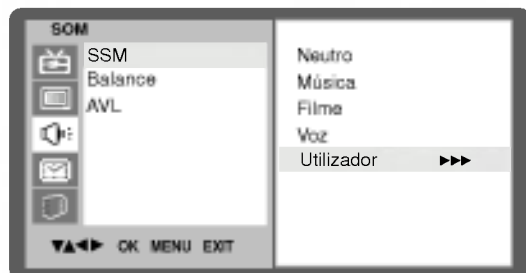 SOM
SSM
Balance
AVL
▼▲◀▶ OK MENU EXIT
Neutro
Música
Filme
Voz
Utilizador ►►►